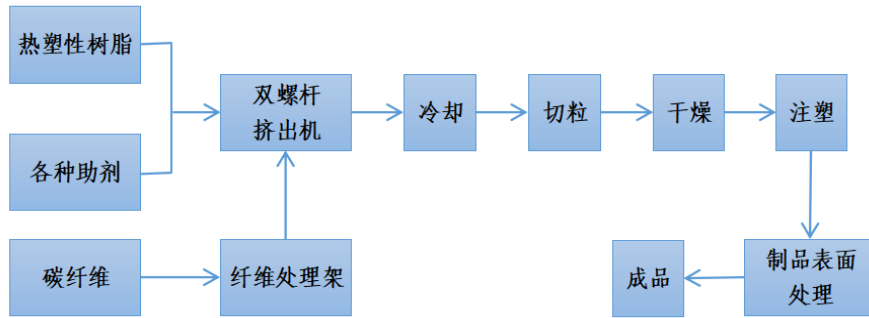 热塑性树脂
各种助剂
碳纤维
纤维处理架
双螺杆
挤出机
冷却
切粒
干燥
注塑
制品表面
处理
成品